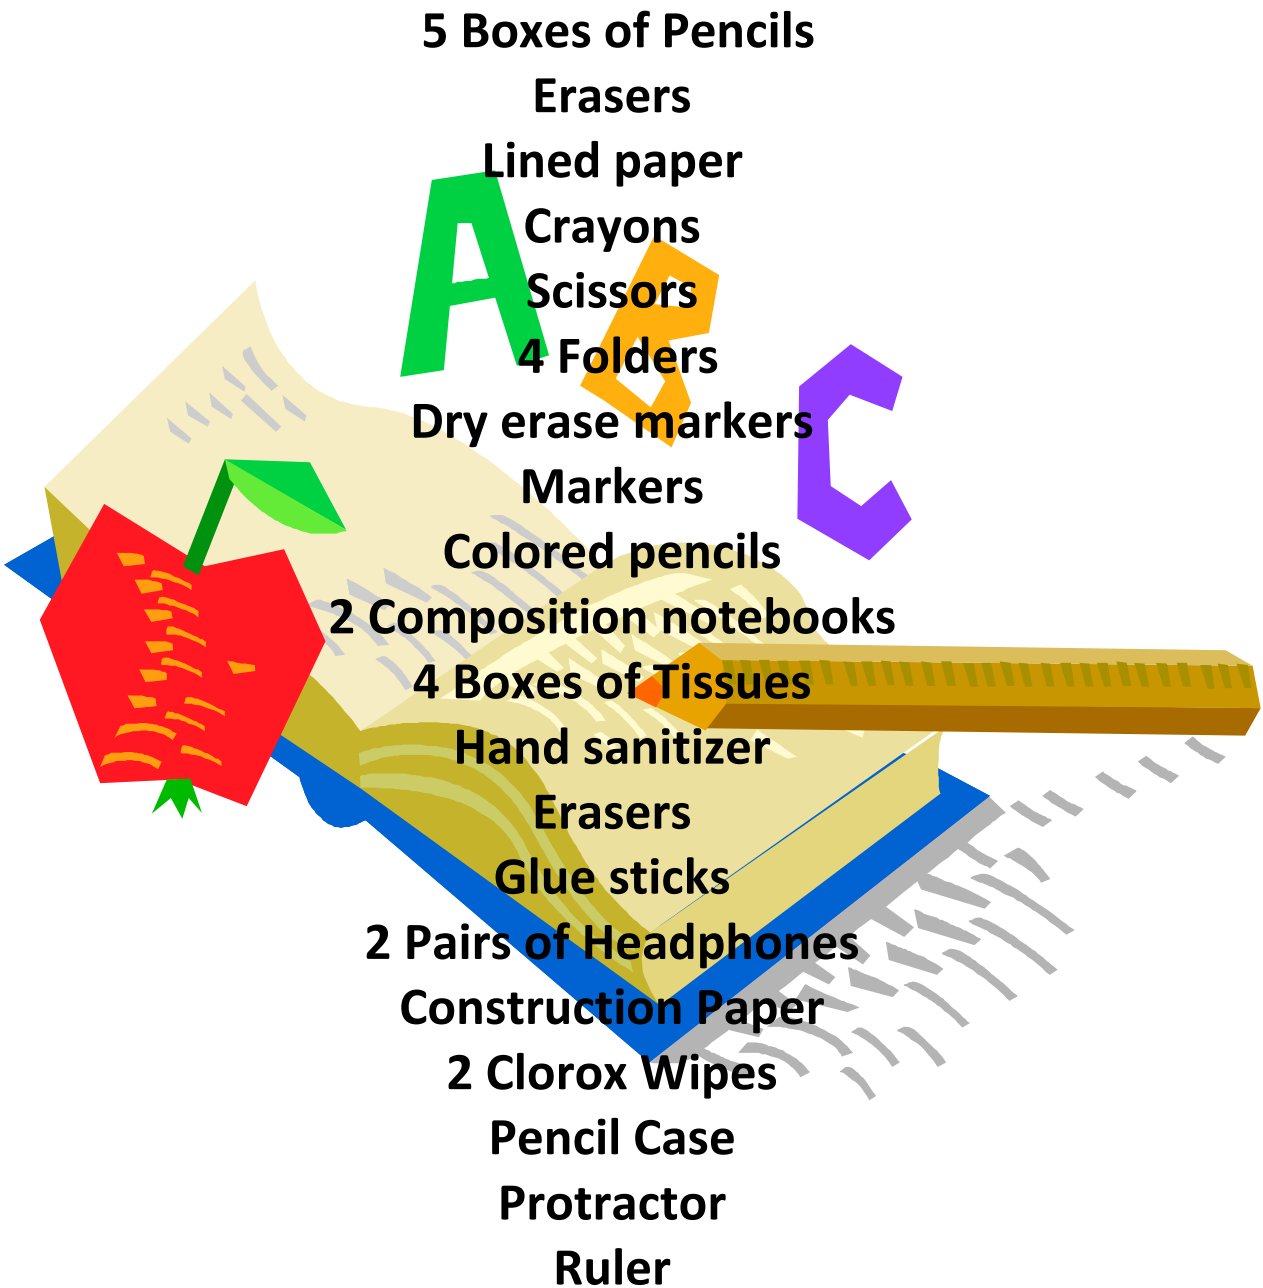 5 Boxes of Pencils
Erasers
Lined paper
Crayons
Scissors
4 Folders
Dry erase markers
Markers
Colored pencils
2 Composition notebooks
4 Boxes of Tissues
Hand sanitizer
Erasers
Glue sticks
2 Pairs of Headphones
Construction Paper
2 Clorox Wipes
Pencil Case
Protractor
Ruler
A
B
C